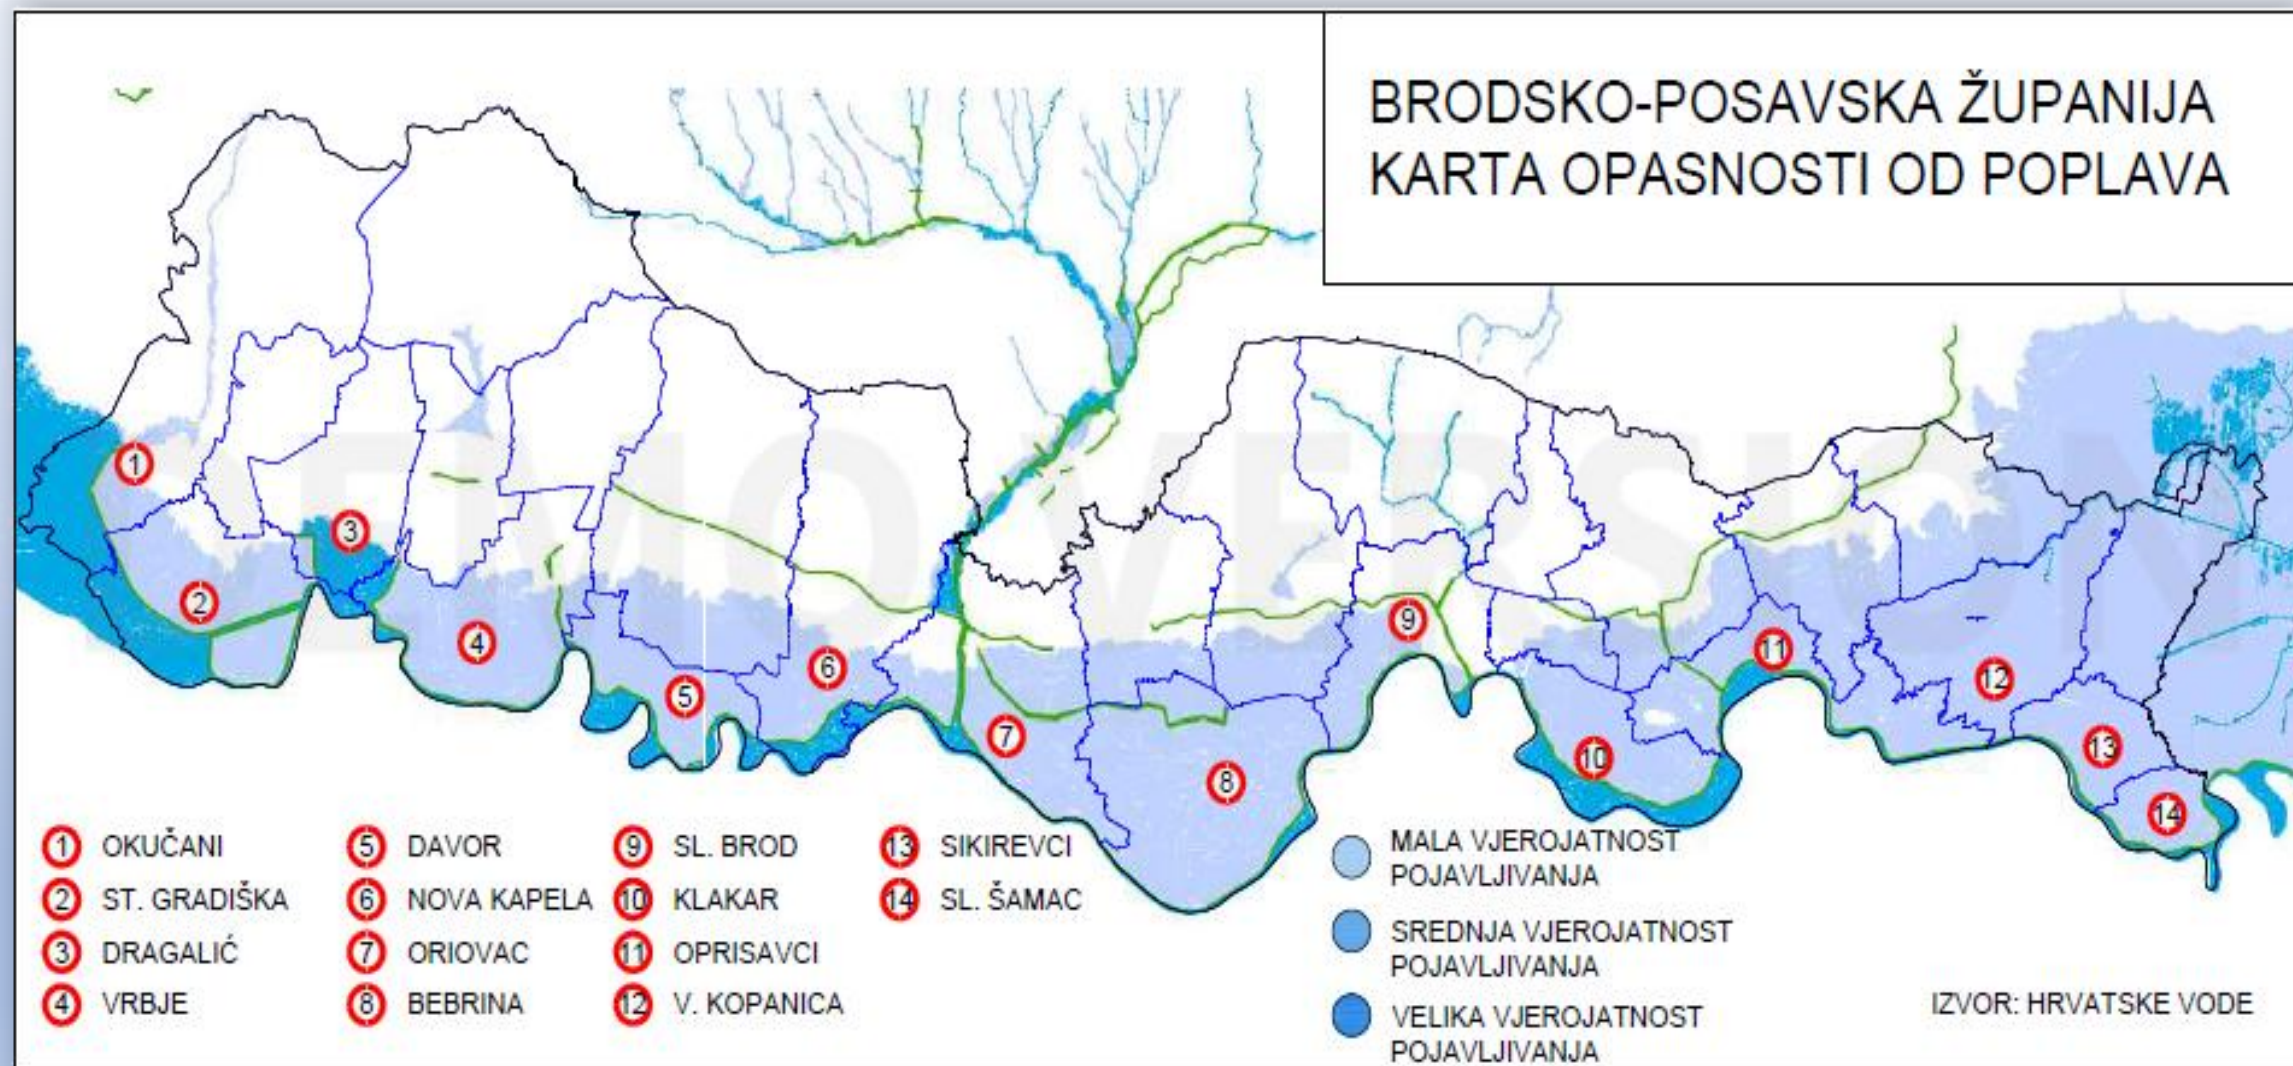 BRODSKO-POSAVSKA ŽUPANIJA
KARTA OPASNOSTI OD POPLAVA
DEMO VERSION
1
2
3
4
5
6
7
8
9
10
11
12
13
14
1 OKUČANI
2 ST. GRADIŠKA
3 DRAGALIĆ
4 VRBJE
5 DAVOR
6 NOVA KAPELA
7 ORIOVAC
8 BEBRINA
9 SL. BROD
10 KLAKAR
11 OPRISAVCI
12 V. KOPANICA
13 SIKIREVCI
14 SL. ŠAMAC
MALA VJEROJATNOST
POJAVLJIVANJA
SREDNJA VJEROJATNOST
POJAVLJIVANJA
VELIKA VJEROJATNOST
POJAVLJIVANJA
IZVOR: HRVATSKE VODE